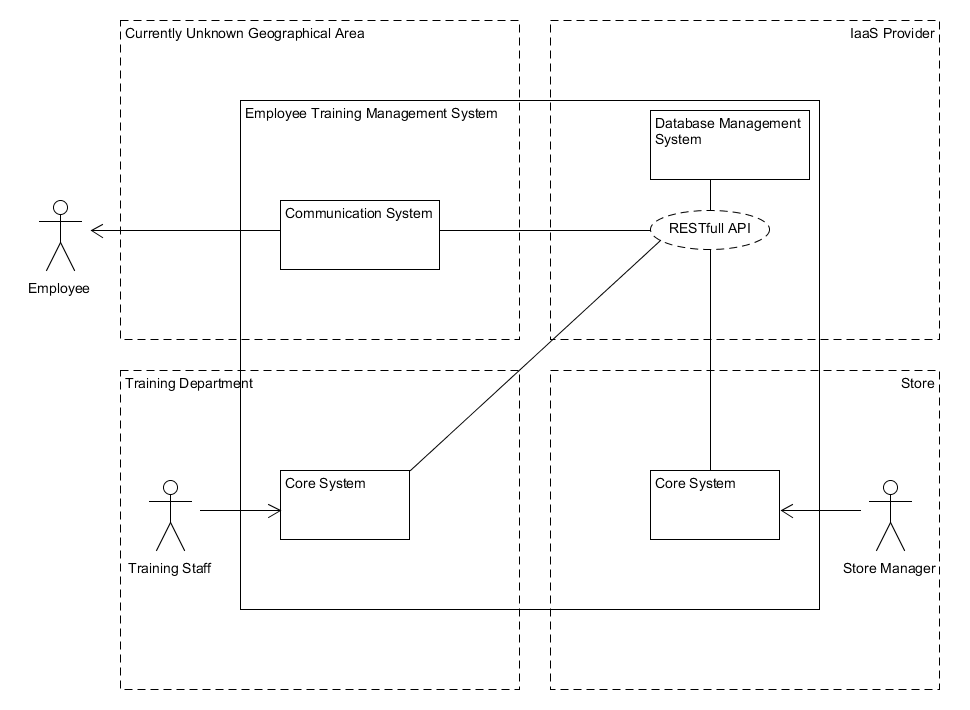 Currently Unknown Geographical Area
IaaS Provider
Employee Training Management System
Database Management
System
Communication System
RESTfull API
Employee
Training Department
Store
Core System
Core System
Training Staff
Store Manager